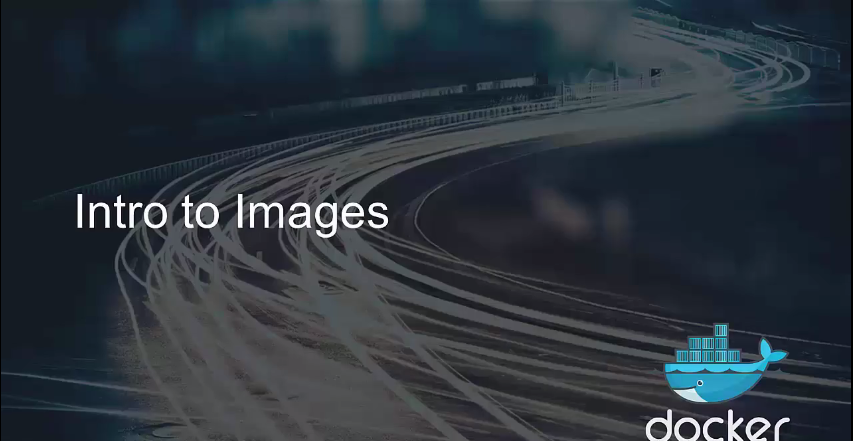 Intro to Images
docker